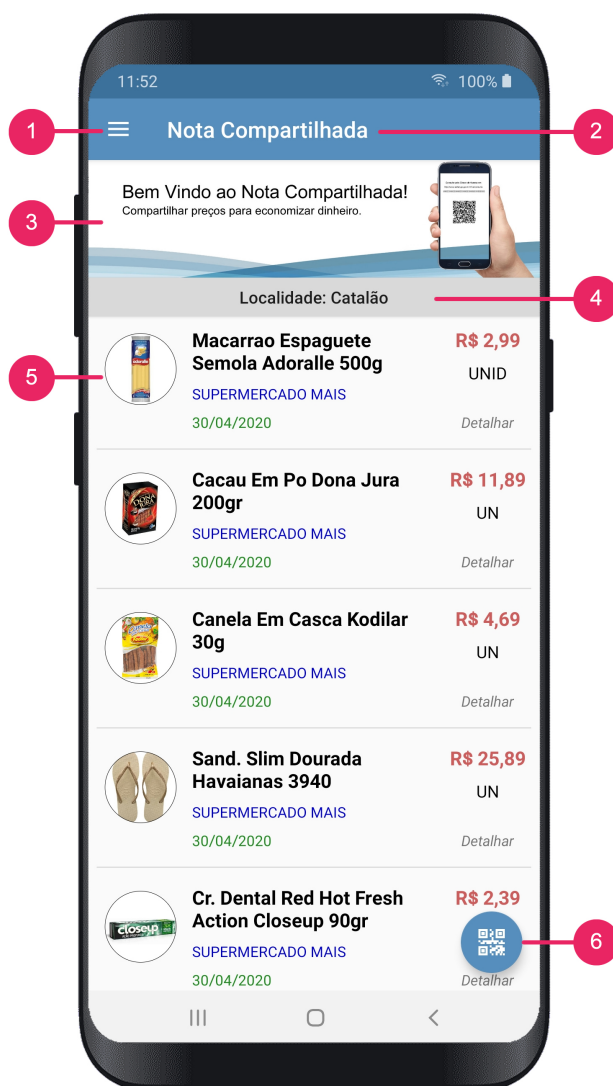 11:52
100%
1
Nota Compartilhada
2
Bem Vindo ao Nota Compartilhada!
Compartilhar preços para economizar dinheiro.
3
Localidade: Catalão
4
5
Macarrao Espaguete
Semola Adoralle 500g
SUPERMERCADO MAIS
30/04/2020
R$ 2,99
UNID
Detalhar
Cacau Em Po Dona Jura
200gr
SUPERMERCADO MAIS
30/04/2020
R$ 11,89
UN
Detalhar
DONA
JURA
Canela Em Casca Kodilar
30g
SUPERMERCADO MAIS
30/04/2020
R$ 4,69
UN
Detalhar
Sand. Slim Dourada
Havaianas 3940
SUPERMERCADO MAIS
30/04/2020
R$ 25,89
UN
Detalhar
closeup
Cr. Dental Red Hot Fresh
Action Closeup 90gr
SUPERMERCADO MAIS
30/04/2020
R$ 2,39
Detalhar
6